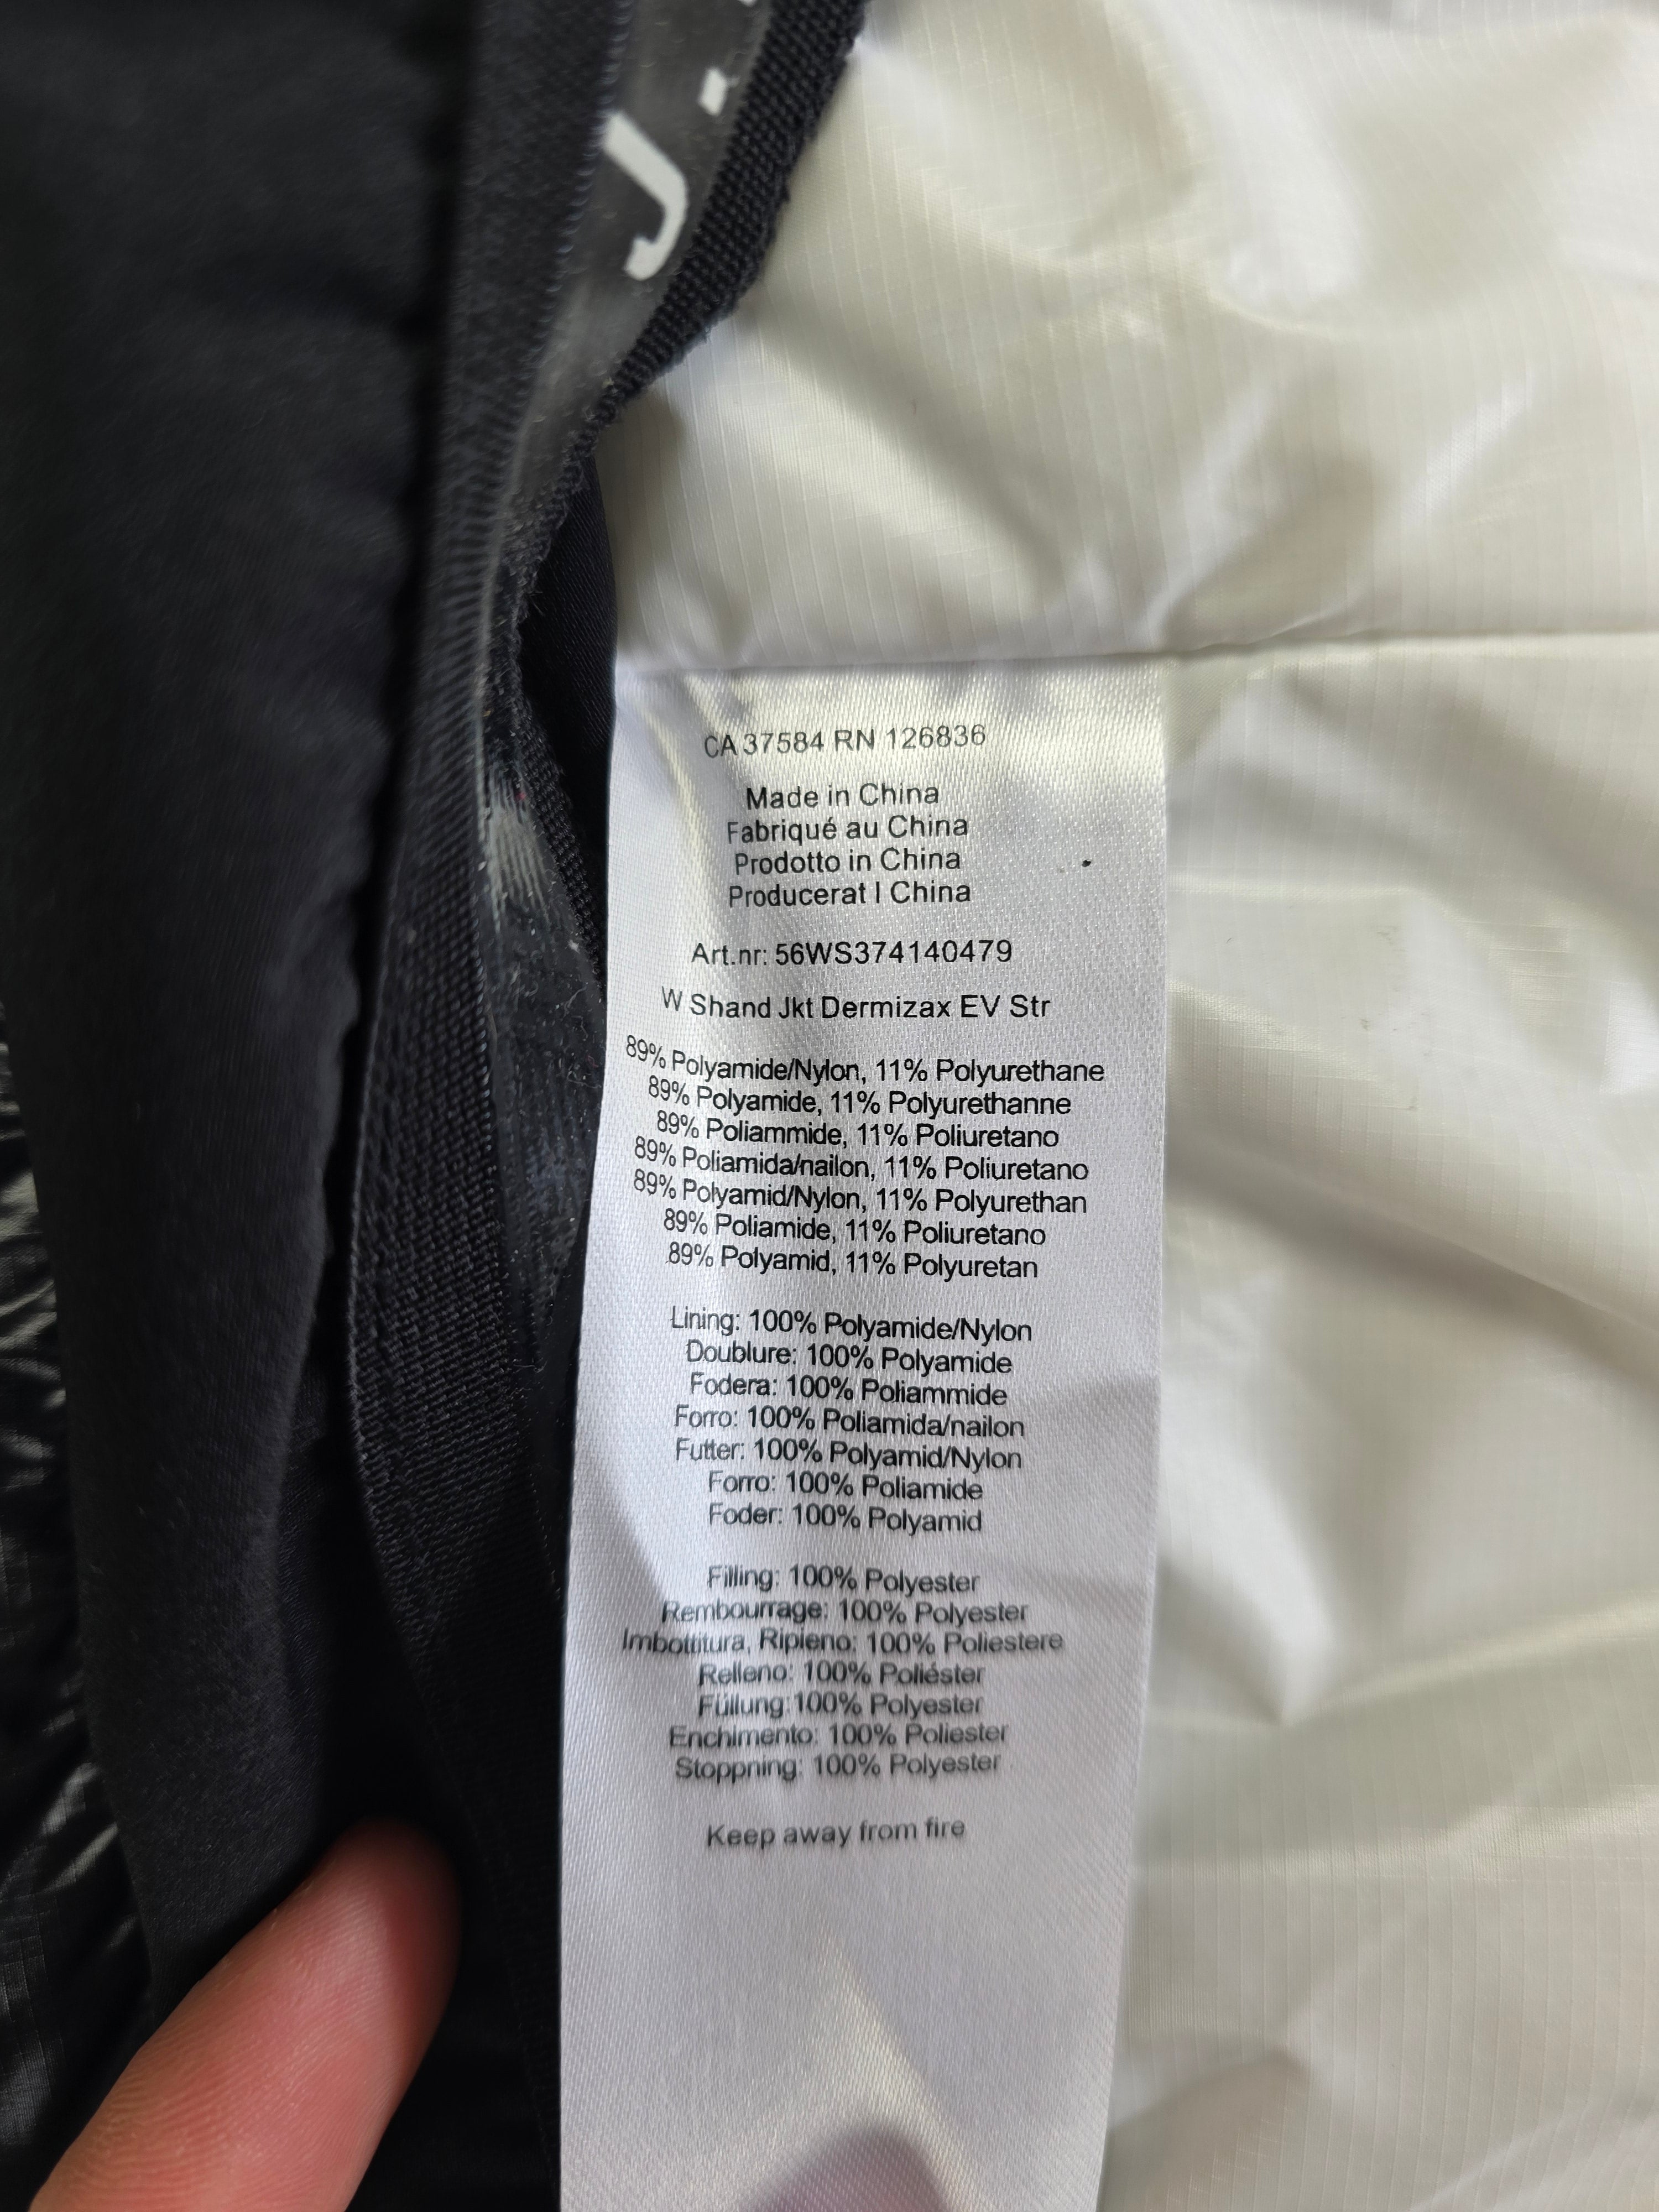 J.
CA 37584 RN 126836
Made in China
Fabriqué au China
Prodotto in China
Producerat I China
Art.nr: 56WS374140479
W Shand Jkt Dermizax EV Str
89% Polyamide/Nylon, 11% Polyurethane
89% Polyamide, 11% Polyurethanne
89% Poliammide, 11% Poliuretano
89% Poliamida/nailon, 11% Poliuretano
89% Polyamid/Nylon, 11% Polyurethan
89% Poliamide, 11% Poliuretano
89% Polyamid, 11% Polyuretan
Lining: 100% Polyamide/Nylon
Doublure: 100% Polyamide
Fodera: 100% Poliammide
Forro: 100% Poliamida/nailon
Futter: 100% Polyamid/Nylon
Forro: 100% Poliamide
Foder: 100% Polyamid
Filling: 100% Polyester
Rembourrage: 100% Polyester
Imbottitura, Ripieno: 100% Poliestere
Relleno: 100% Poliéster
Füllung:100% Polyester
Enchimento: 100% Poliester
Stoppning: 100% Polyester
Keep away from fire